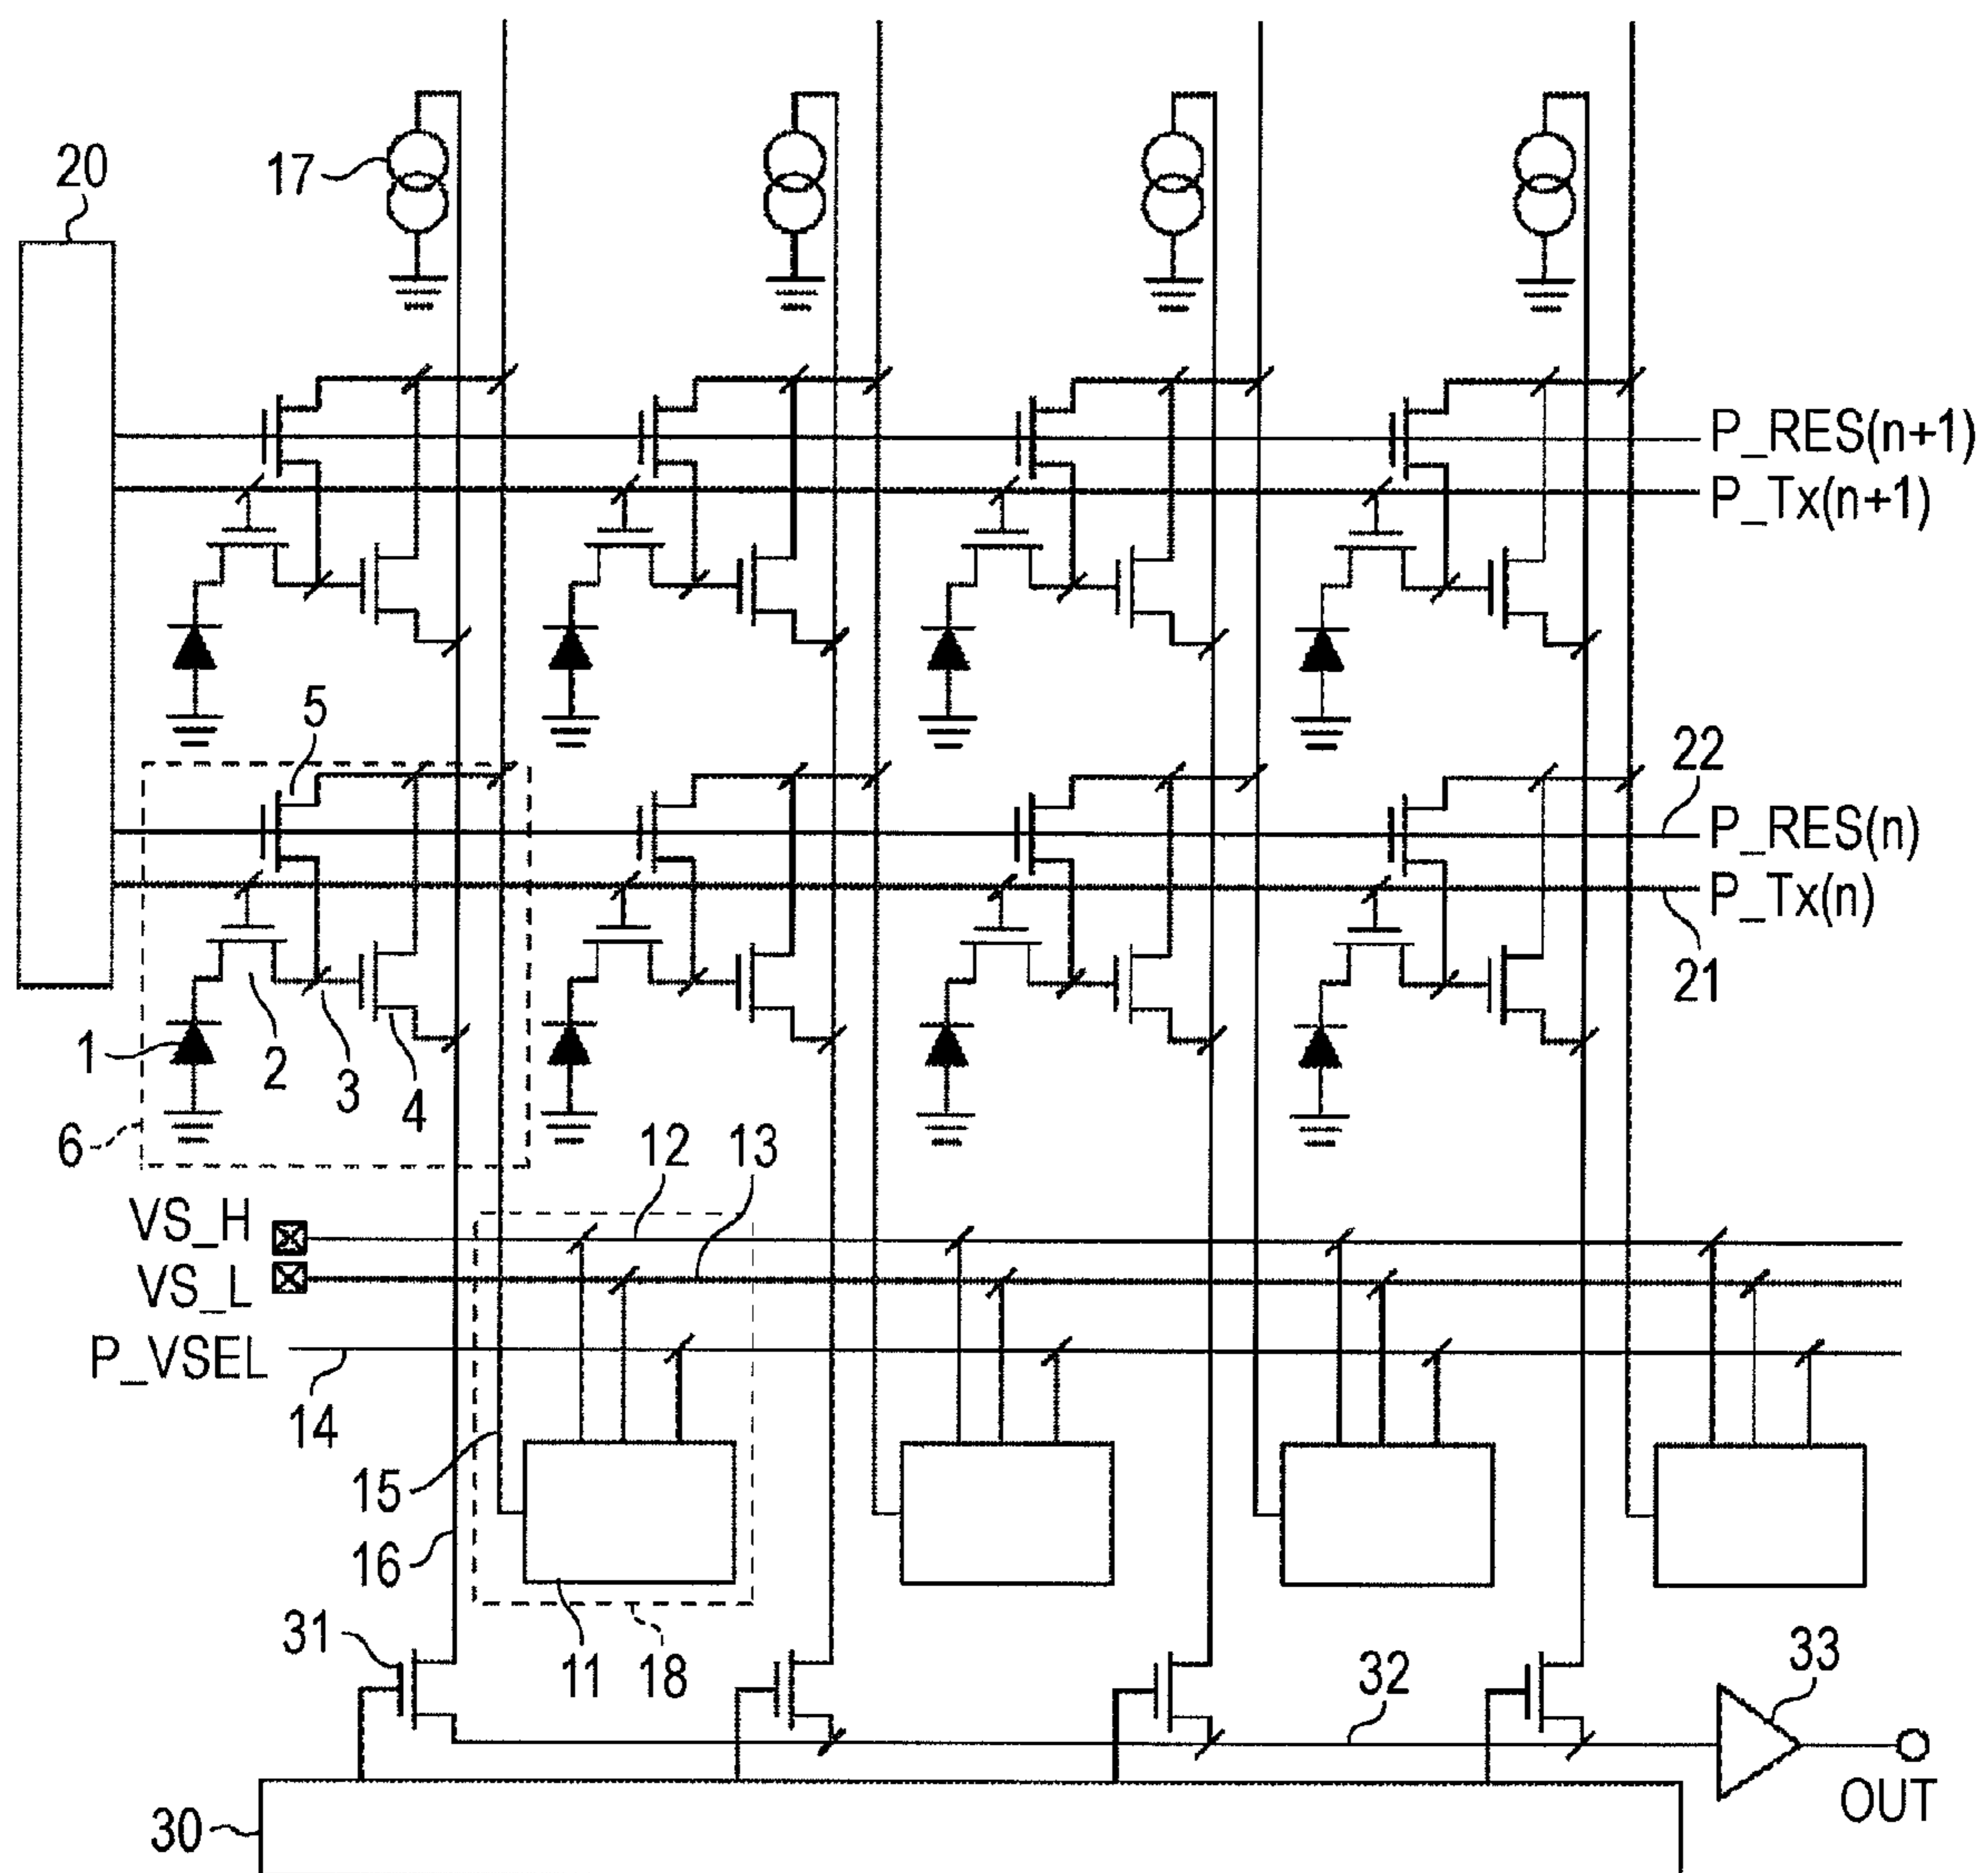 20
17
P_RES(n+1)
P_Tx(n+1)
5
22
P_RES(n)
P_Tx(n)
21
1
2
3
4
6
12
13
VS_H
VS_L
P_VSEL
14
15
16
31
11
18
32
33
OUT
30